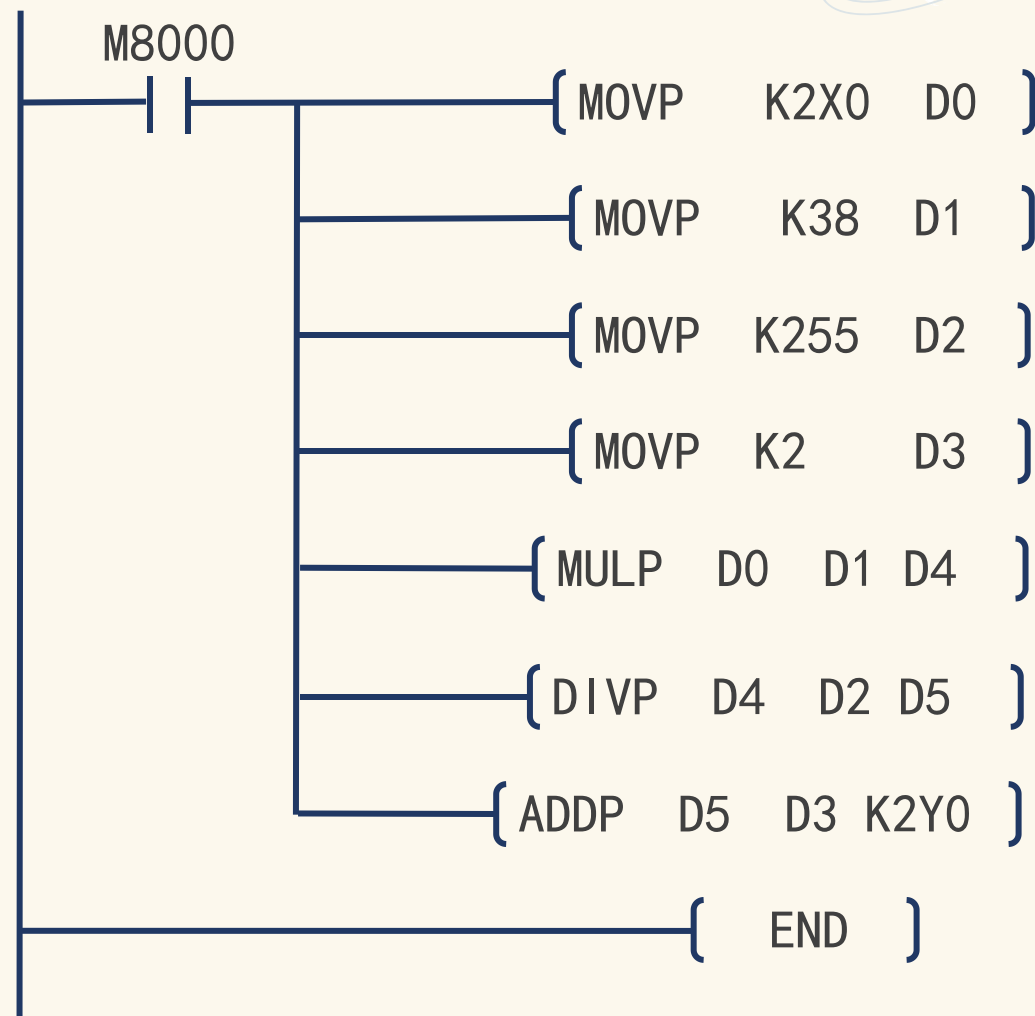 M8000
MOVP K2X0 D0
MOVP K38 D1
MOVP K255 D2
MOVP K2 D3
MULP D0 D1 D4
DIVP D4 D2 D5
ADDP D5 D3 K2Y0
END